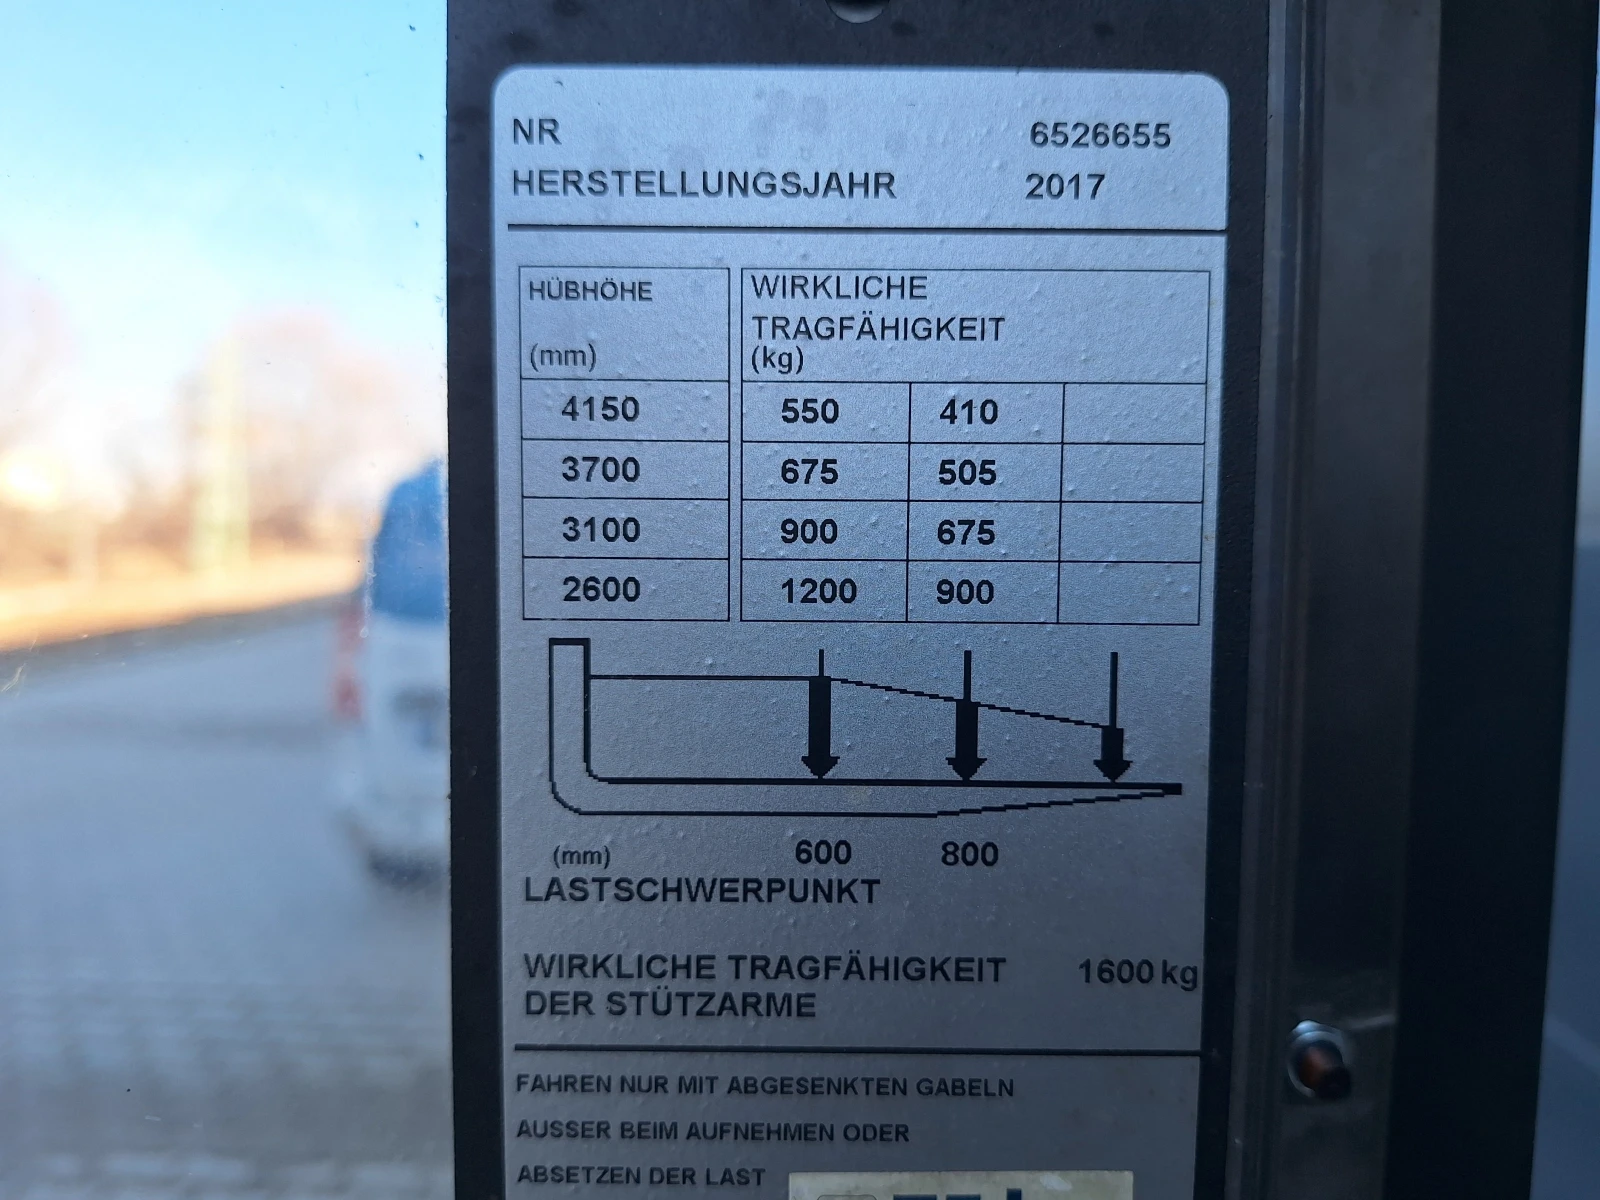 NR 6526655
HERSTELLUNGSJAHR 2017
HÜBHÖHE WIRKLICHE
TRAGFÄHIGKEIT
(mm) (kg)
4150 550 410
3700 675 505
3100 900 675
2600 1200 900
(mm) 600 800
LASTSCHWERPUNKT
WIRKLICHE TRAGFÄHIGKEIT 1600 kg
DER STÜTZARME
FAHREN NUR MIT ABGESENKTEN GABELN
AUSSER BEIM AUFNEHMEN ODER
ABSETZEN DER LAST